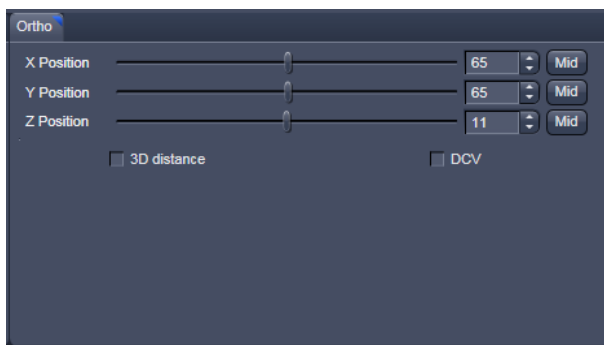 Ortho
X Position 65 Mid
Y Position 65 Mid
Z Position 11 Mid
3D distance DCV